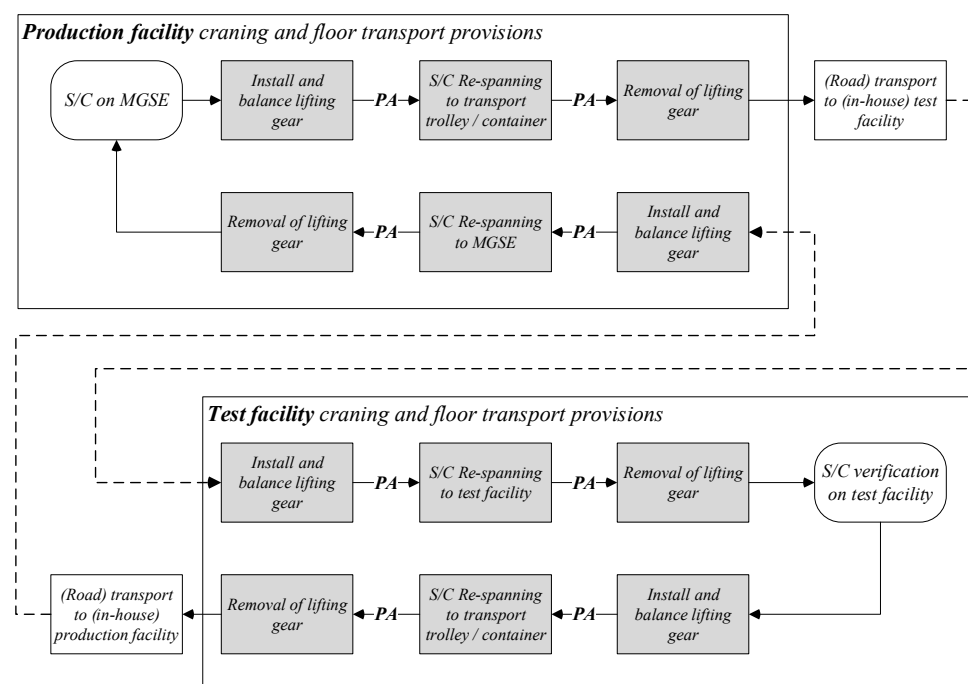 Production facility craning and floor transport provisions
S/C on MGSE
Install and
balance lifting
gear
PA
S/C Re-spanning
to transport
trolley / container
PA
Removal of lifting
gear
(Road) transport
to (in-house) test
facility
Removal of lifting
gear
PA
S/C Re-spanning
to MGSE
PA
Install and
balance lifting
gear
Test facility craning and floor transport provisions
Install and
balance lifting
gear
PA
S/C Re-spanning
to test facility
PA
Removal of lifting
gear
S/C verification
on test facility
(Road) transport
to (in-house)
production facility
Removal of lifting
gear
PA
S/C Re-spanning
to transport
trolley / container
PA
Install and
balance lifting
gear